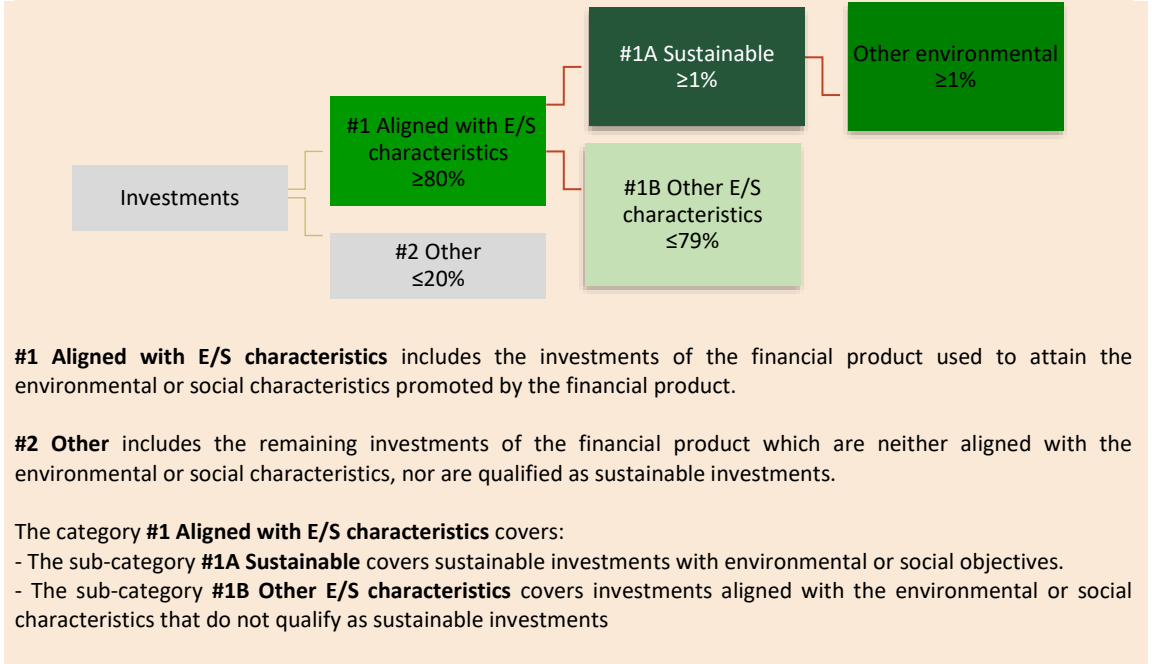 #1A Sustainable
≥1%
Other environmental
≥1%
#1 Aligned with E/S
characteristics
≥80%
Investments
#1B Other E/S
characteristics
≤79%
#2 Other
≤20%
#1 Aligned with E/S characteristics includes the investments of the financial product used to attain the
environmental or social characteristics promoted by the financial product.
#2 Other includes the remaining investments of the financial product which are neither aligned with the
environmental or social characteristics, nor are qualified as sustainable investments.
The category #1 Aligned with E/S characteristics covers:
- The sub-category #1A Sustainable covers sustainable investments with environmental or social objectives.
- The sub-category #1B Other E/S characteristics covers investments aligned with the environmental or social
characteristics that do not qualify as sustainable investments